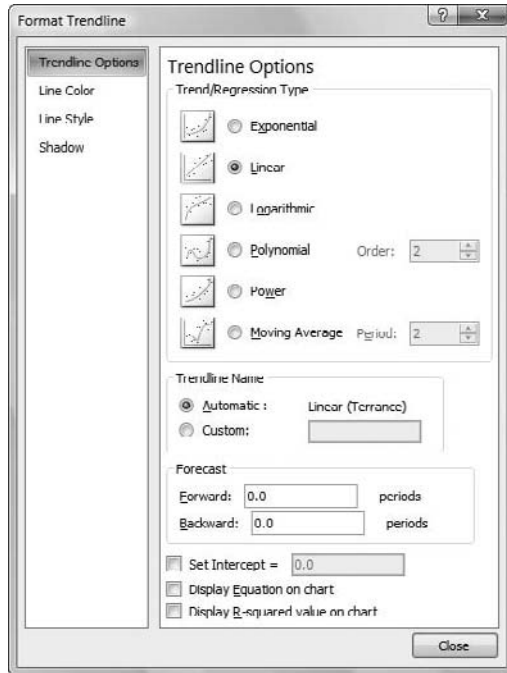 Format Trendline
Trendline Options
Line Color
Line Style
Shadow
Trendline Options
Trend/Regression Type
Exponential
Linear
Logarithmic
Polynomial Order: 2
Power
Moving Average Period: 2
Trendline Name
Automatic : Linear (Terrance)
Custom:
Forecast
Forward: 0.0 periods
Backward: 0.0 periods
Set Intercept = 0.0
Display Equation on chart
Display R-squared value on chart
Close